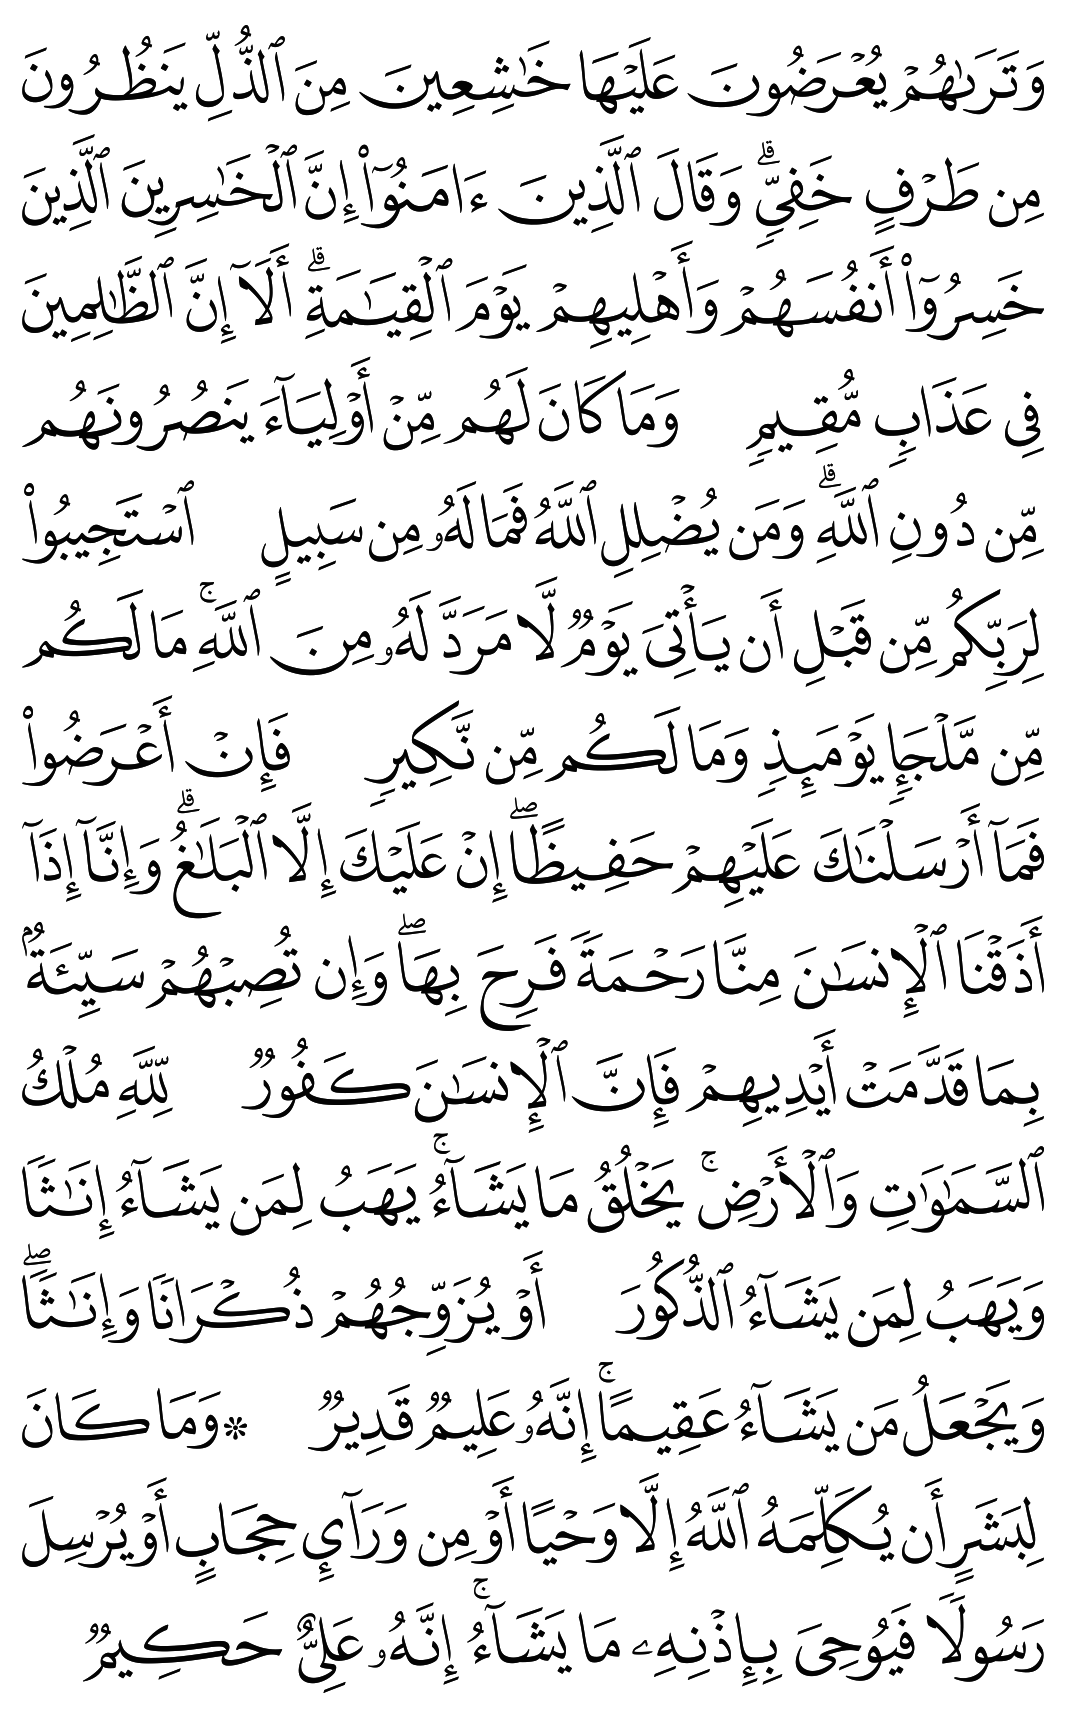 وَتَرَىٰهُمۡ يُعۡرَضُونَ عَلَيۡهَا خَٰشِعِينَ مِنَ ٱلذُّلِّ يَنظُرُونَ
مِن طَرۡفٍ خَفِيّٖۗ وَقَالَ ٱلَّذِينَ ءَامَنُوٓاْ إِنَّ ٱلۡخَٰسِرِينَ ٱلَّذِينَ
خَسِرُوٓاْ أَنفُسَهُمۡ وَأَهۡلِيهِمۡ يَوۡمَ ٱلۡقِيَٰمَةِۗ أَلَآ إِنَّ ٱلظَّٰلِمِينَ
فِي عَذَابٖ مُّقِيمٖ وَمَا كَانَ لَهُم مِّنۡ أَوۡلِيَآءَ يَنصُرُونَهُم
مِّن دُونِ ٱللَّهِۗ وَمَن يُضۡلِلِ ٱللَّهُ فَمَا لَهُۥ مِن سَبِيلٍ ٱسۡتَجِيبُواْ
لِرَبِّكُم مِّن قَبۡلِ أَن يَأۡتِيَ يَوۡمٞ لَّا مَرَدَّ لَهُۥ مِنَ ٱللَّهِۚ مَا لَكُم
مِّن مَّلۡجَإٖ يَوۡمَئِذٖ وَمَا لَكُم مِّن نَّكِيرٖ فَإِنۡ أَعۡرَضُواْ
فَمَآ أَرۡسَلۡنَٰكَ عَلَيۡهِمۡ حَفِيظًاۖ إِنۡ عَلَيۡكَ إِلَّا ٱلۡبَلَٰغُۗ وَإِنَّآ إِذَآ
أَذَقۡنَا ٱلۡإِنسَٰنَ مِنَّا رَحۡمَةٗ فَرِحَ بِهَاۖ وَإِن تُصِبۡهُمۡ سَيِّئَةُۢ
بِمَا قَدَّمَتۡ أَيۡدِيهِمۡ فَإِنَّ ٱلۡإِنسَٰنَ كَفُورٞ لِّلَّهِ مُلۡكُ
ٱلسَّمَٰوَٰتِ وَٱلۡأَرۡضِۚ يَخۡلُقُ مَا يَشَآءُۚ يَهَبُ لِمَن يَشَآءُ إِنَٰثٗا
وَيَهَبُ لِمَن يَشَآءُ ٱلذُّكُورَ أَوۡ يُزَوِّجُهُمۡ ذُكۡرَانٗا وَإِنَٰثٗاۖ
وَيَجۡعَلُ مَن يَشَآءُ عَقِيمًاۚ إِنَّهُۥ عَلِيمٞ قَدِيرٞ ۞وَمَا كَانَ
لِبَشَرٍ أَن يُكَلِّمَهُ ٱللَّهُ إِلَّا وَحۡيًا أَوۡ مِن وَرَآيِٕ حِجَابٍ أَوۡ يُرۡسِلَ
رَسُولٗا فَيُوحِيَ بِإِذۡنِهِۦ مَا يَشَآءُۚ إِنَّهُۥ عَلِيٌّ حَكِيمٞ